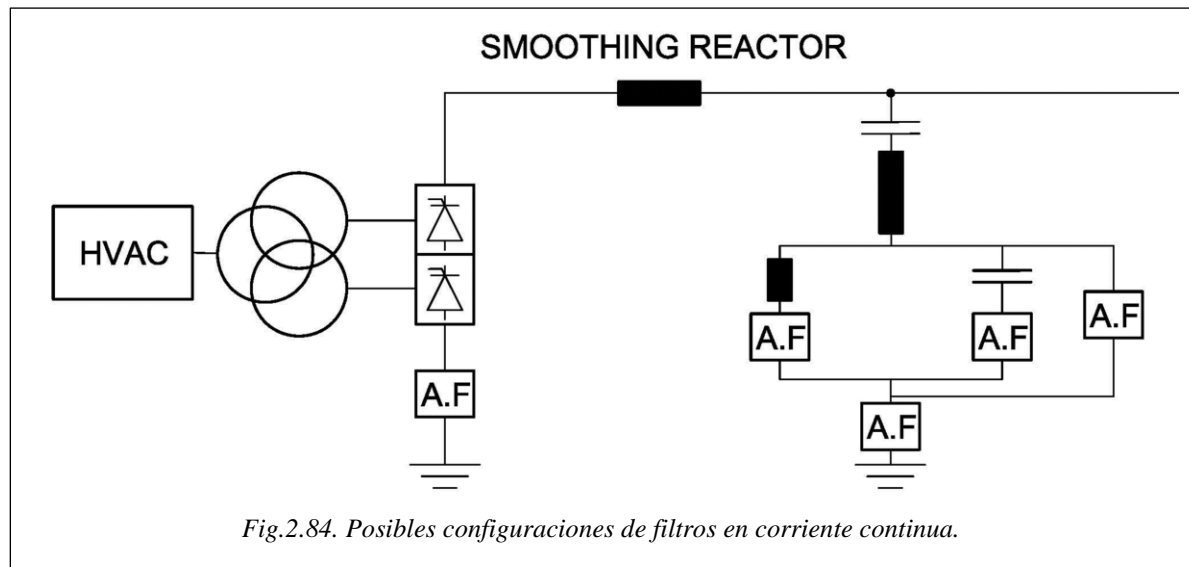 SMOOTHING REACTOR
HVAC
A.F
A.F
A.F
A.F
A.F
Fig.2.84. Posibles configuraciones de filtros en corriente continua.